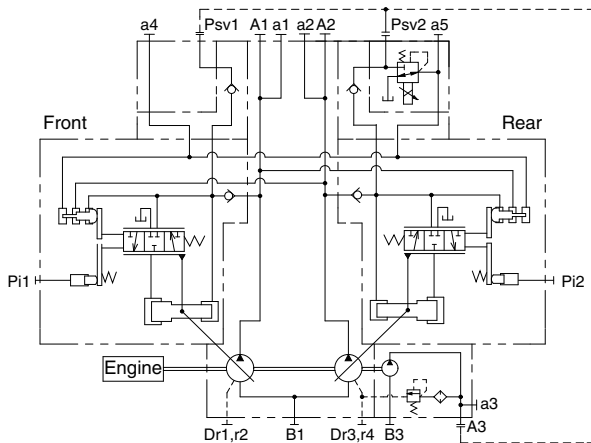 a4 Psv1 A1 a1 a2 A2 Psv2 a5
Front Rear
Pi1 Pi2
Engine
a3
Dr1,r2 B1 Dr3,r4 B3 A3